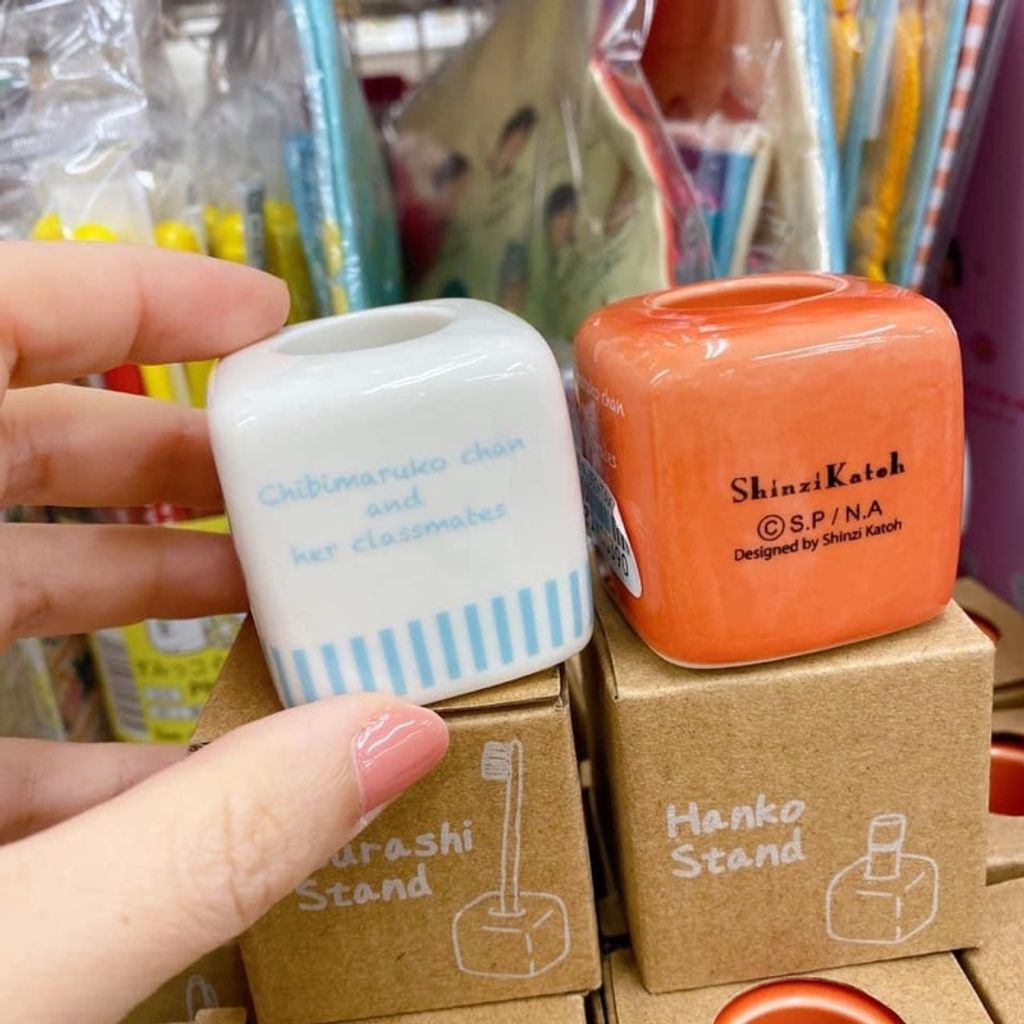 Chibimaruko chan
and
her classmates
ShinziKatoh
© S.P / N.A
Designed by Shinzi Katoh
Stand
Hanko
Stand